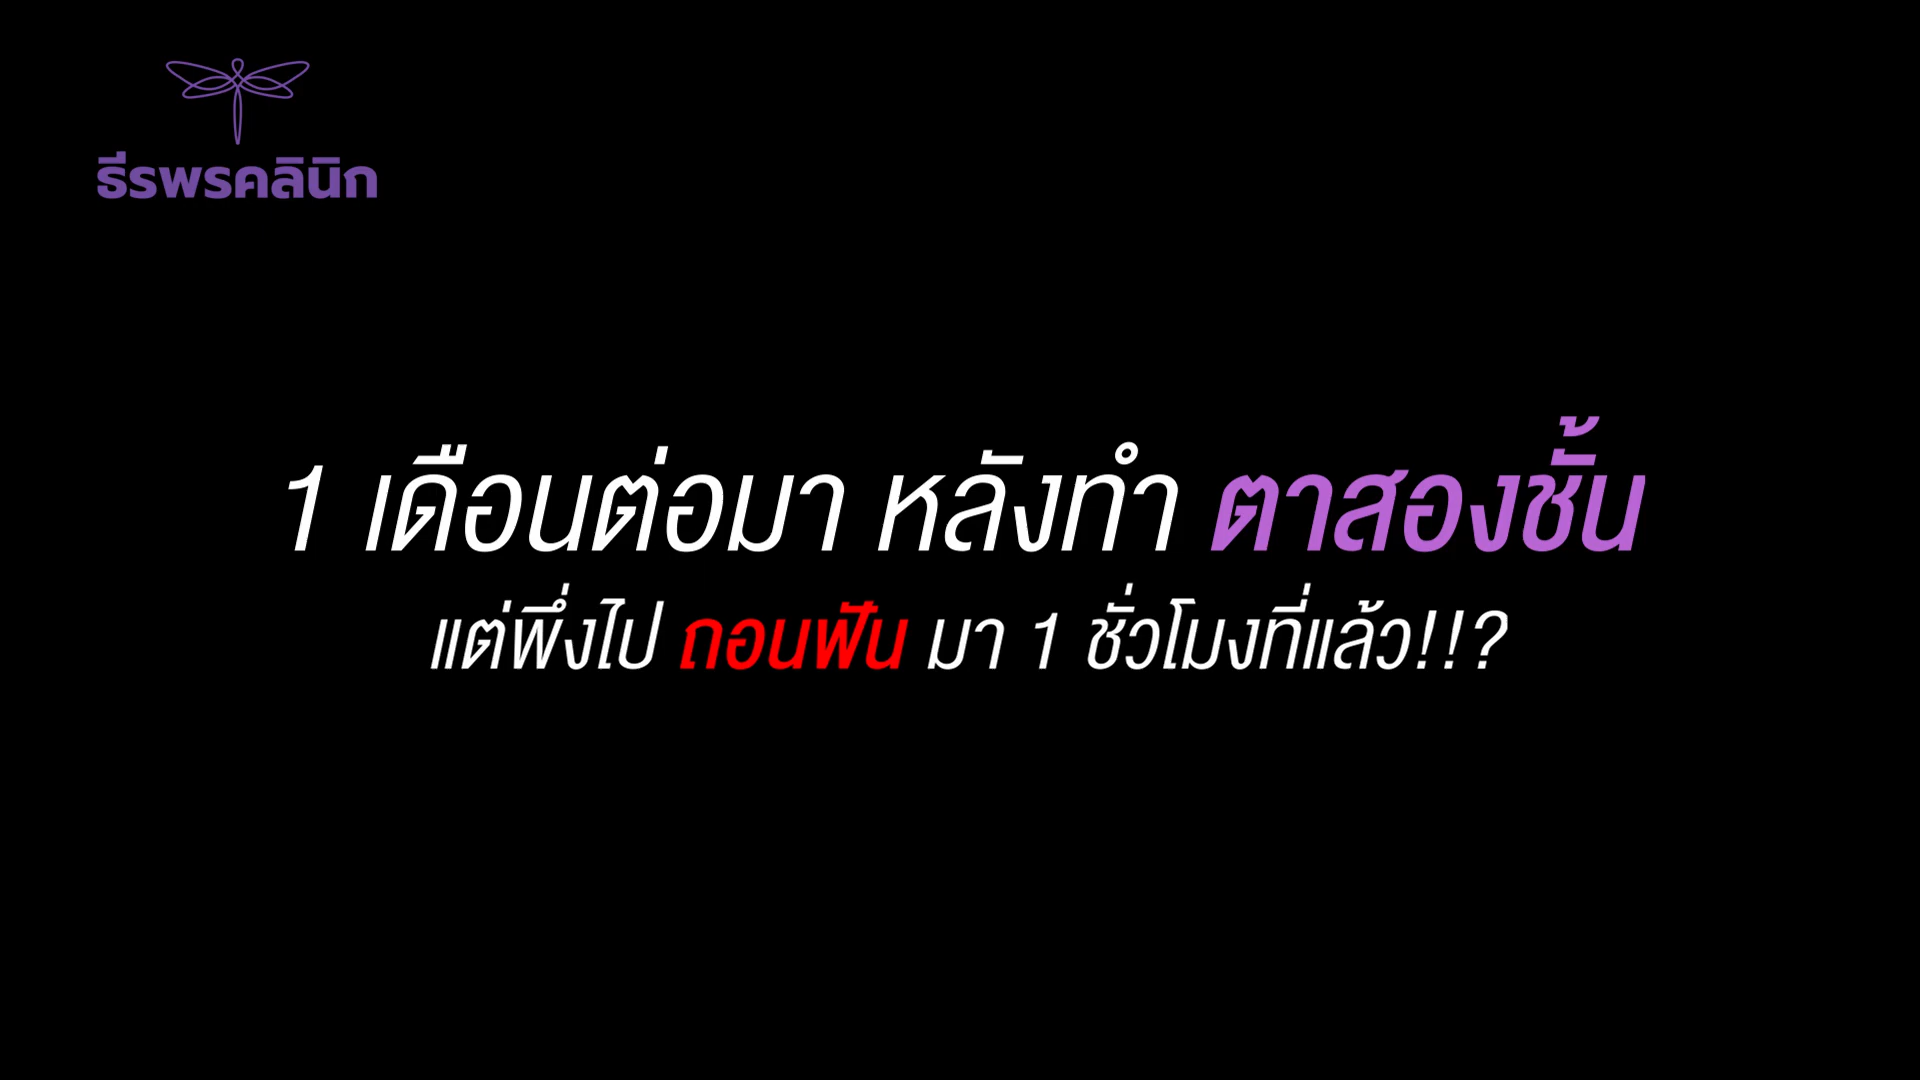 ธีรพรคลินิก
1 เดือนต่อมา หลังทำ ตาสองชั้น
แต่พึ่งไป ถอนฟัน มา 1 ชั่วโมงที่แล้ว!!?